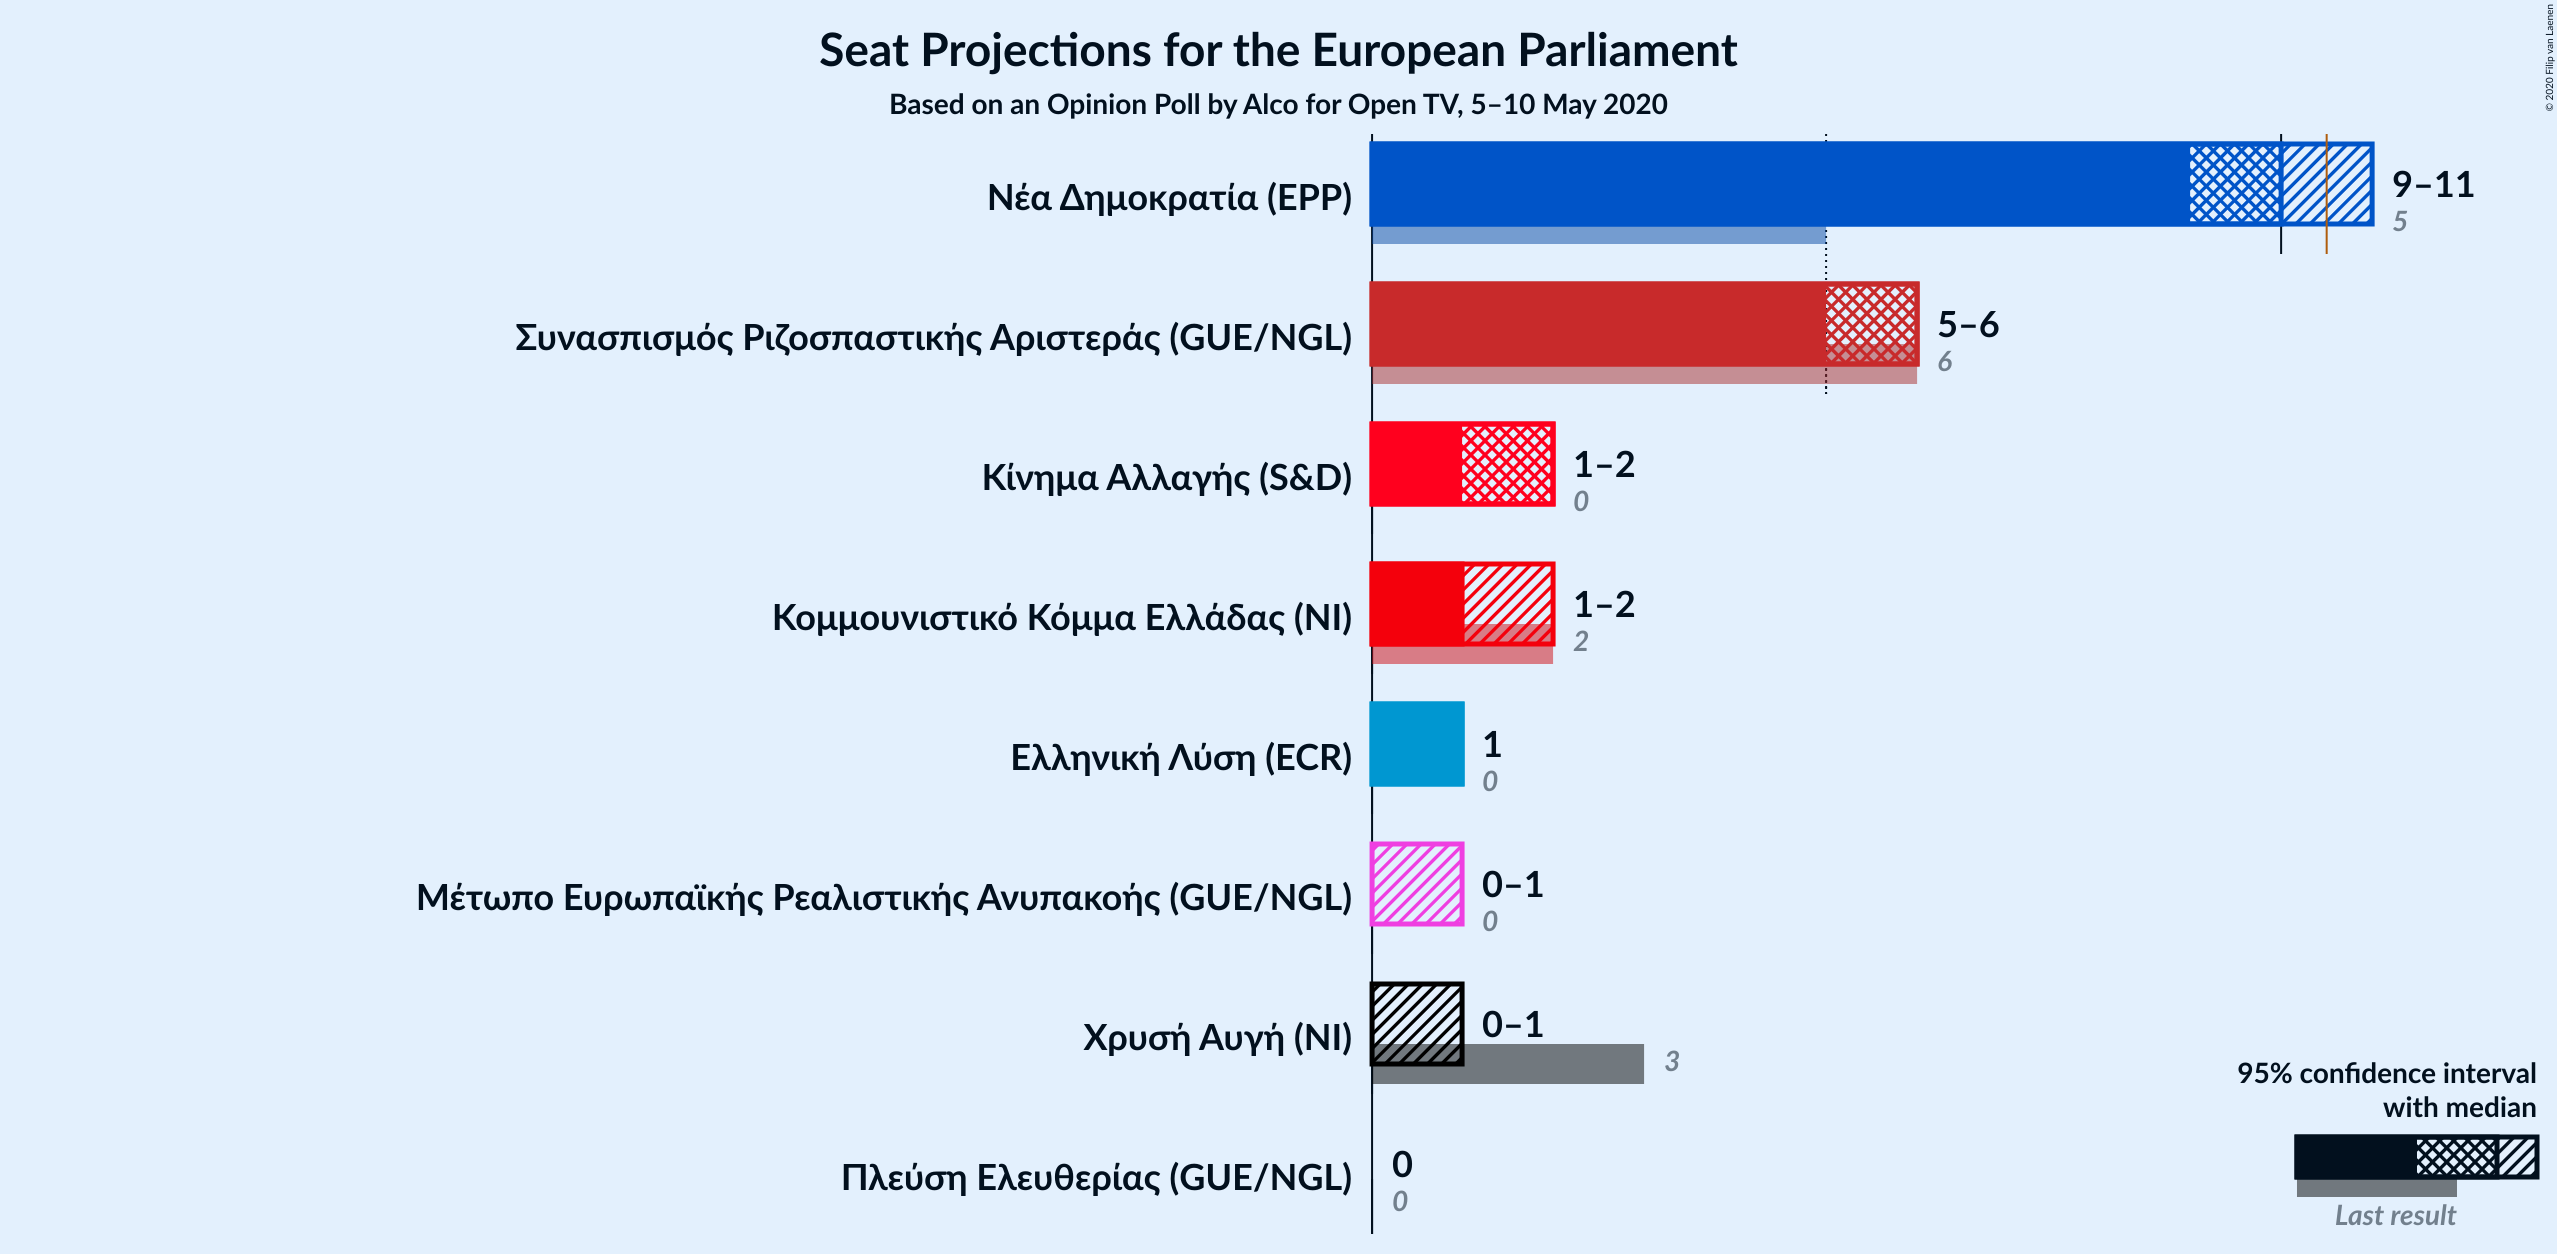 Seat Projections for the European Parliament
Based on an Opinion Poll by Alco for Open TV, 5–10 May 2020
© 2020 Filip van Laenen
Νέα Δημοκρατία (EPP)
9–11
5
Συνασπισμός Ριζοσπαστικής Αριστεράς (GUE/NGL)
5–6
6
Κίνημα Αλλαγής (S&D)
1–2
0
Κομμουνιστικό Κόμμα Ελλάδας (NI)
1–2
2
Ελληνική Λύση (ECR)
1
0
Μέτωπο Ευρωπαϊκής Ρεαλιστικής Ανυπακοής (GUE/NGL)
0–1
0
Χρυσή Αυγή (NI)
0–1
3
Πλεύση Ελευθερίας (GUE/NGL)
0
0
95% confidence interval
with median
Last result